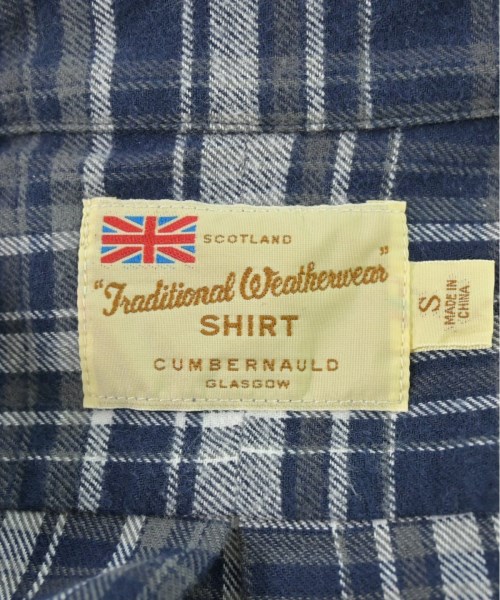 SCOTLAND
"Traditional Weatherwear"
SHIRT
CUMBERNAULD
GLASGOW
S
MADE IN
CHINA